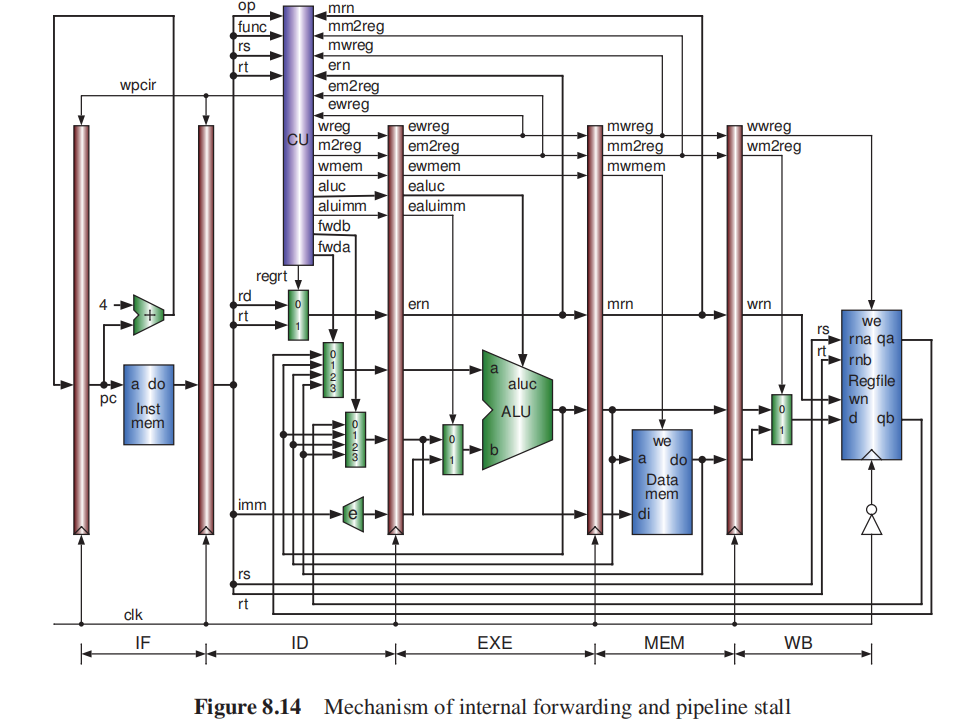 op
mrn
func
mm2reg
rs
mwreg
rt
ern
wpcir
em2reg
ewreg
CU
wreg
ewreg
mwreg
wwreg
m2reg
em2reg
mm2reg
wm2reg
wmem
ewmem
mwmem
aluc
ealuc
aluimm
ealuimm
fwdb
fwda
regrt
rd
0
ern
mrn
wrn
4
+
rt
1
rs
we
rna qa
rt
rnb
0
1
2
3
a
aluc
Regfile
a do
pc
Inst
mem
ALU
0
1
wn
d qb
0
1
2
3
0
1
b
we
a do
Data
mem
di
imm
e
rs
rt
clk
IF
ID
EXE
MEM
WB
Figure 8.14 Mechanism of internal forwarding and pipeline stall